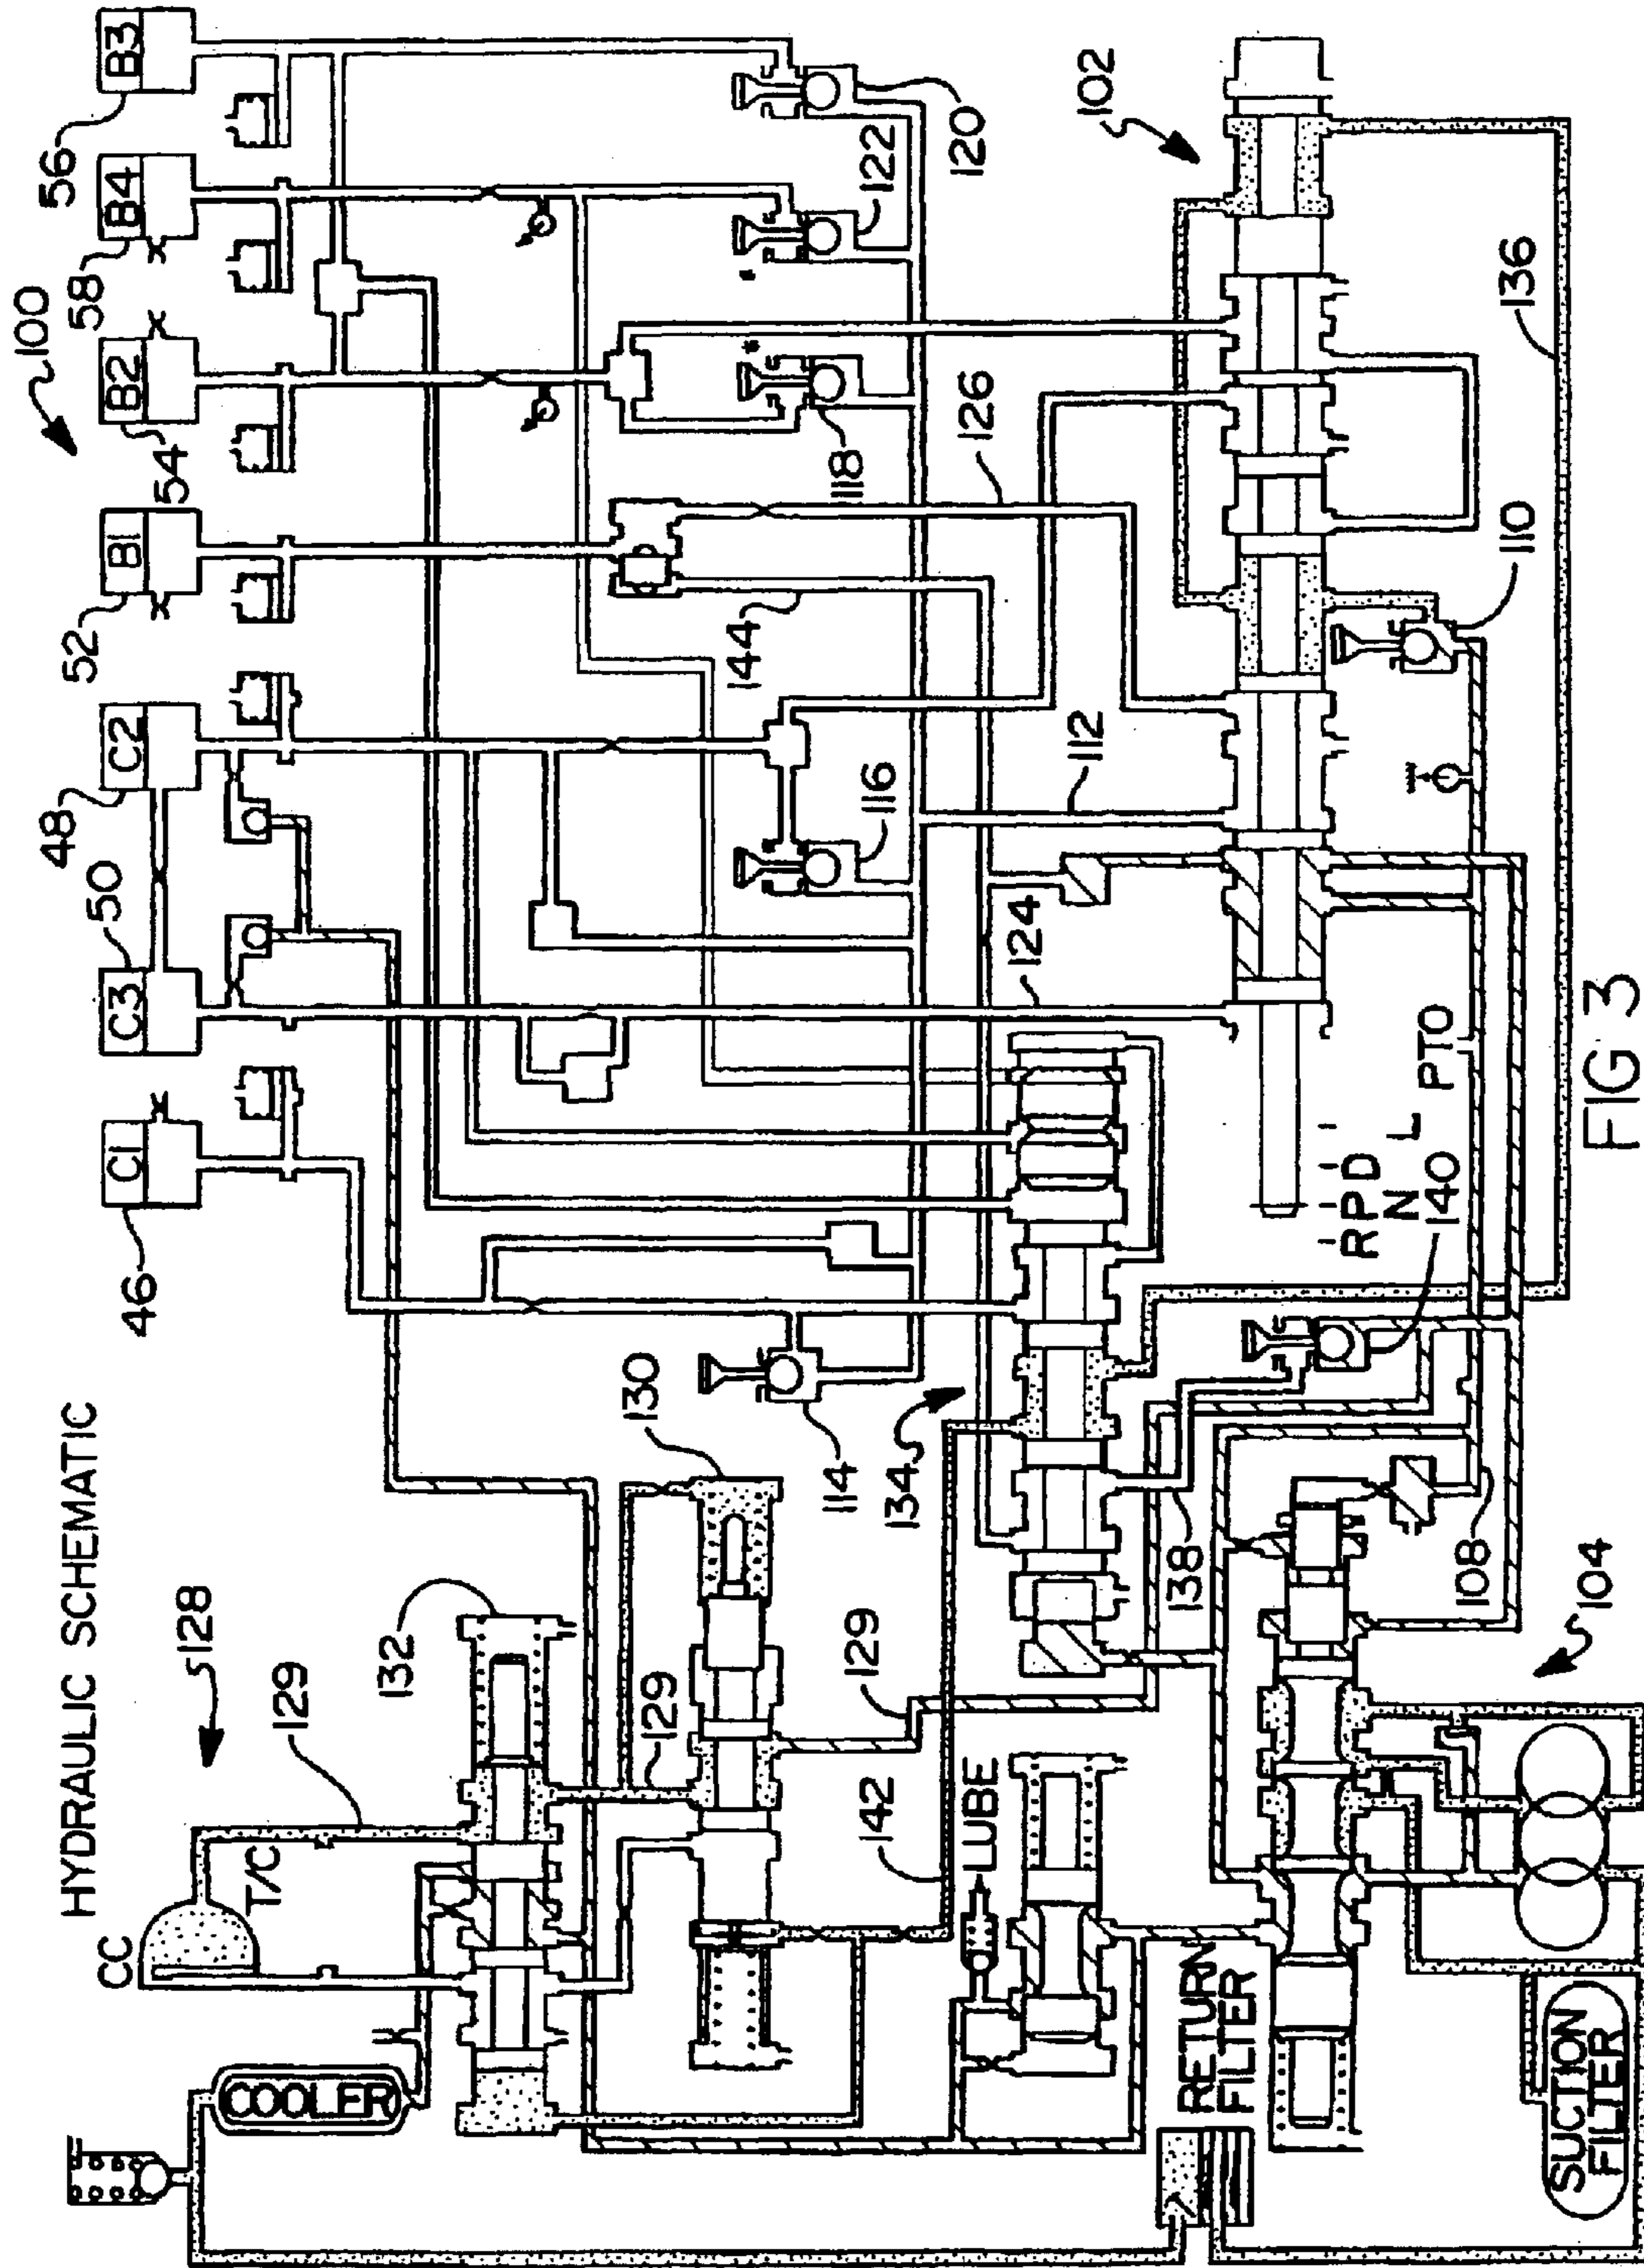 HYDRAULIC SCHEMATIC
100
128
CC
T/C
129
132
130
COOLER
46
C1
50
C3
48
C2
52
B1
54
B2
58
B4
56
B3
129
114
116
118
122
120
144
126
124
112
102
134
142
LUBE
129
138
140
RPD
N L
PTO
110
136
RETURN
FILTER
108
104
SUCTION
FILTER
FIG 3